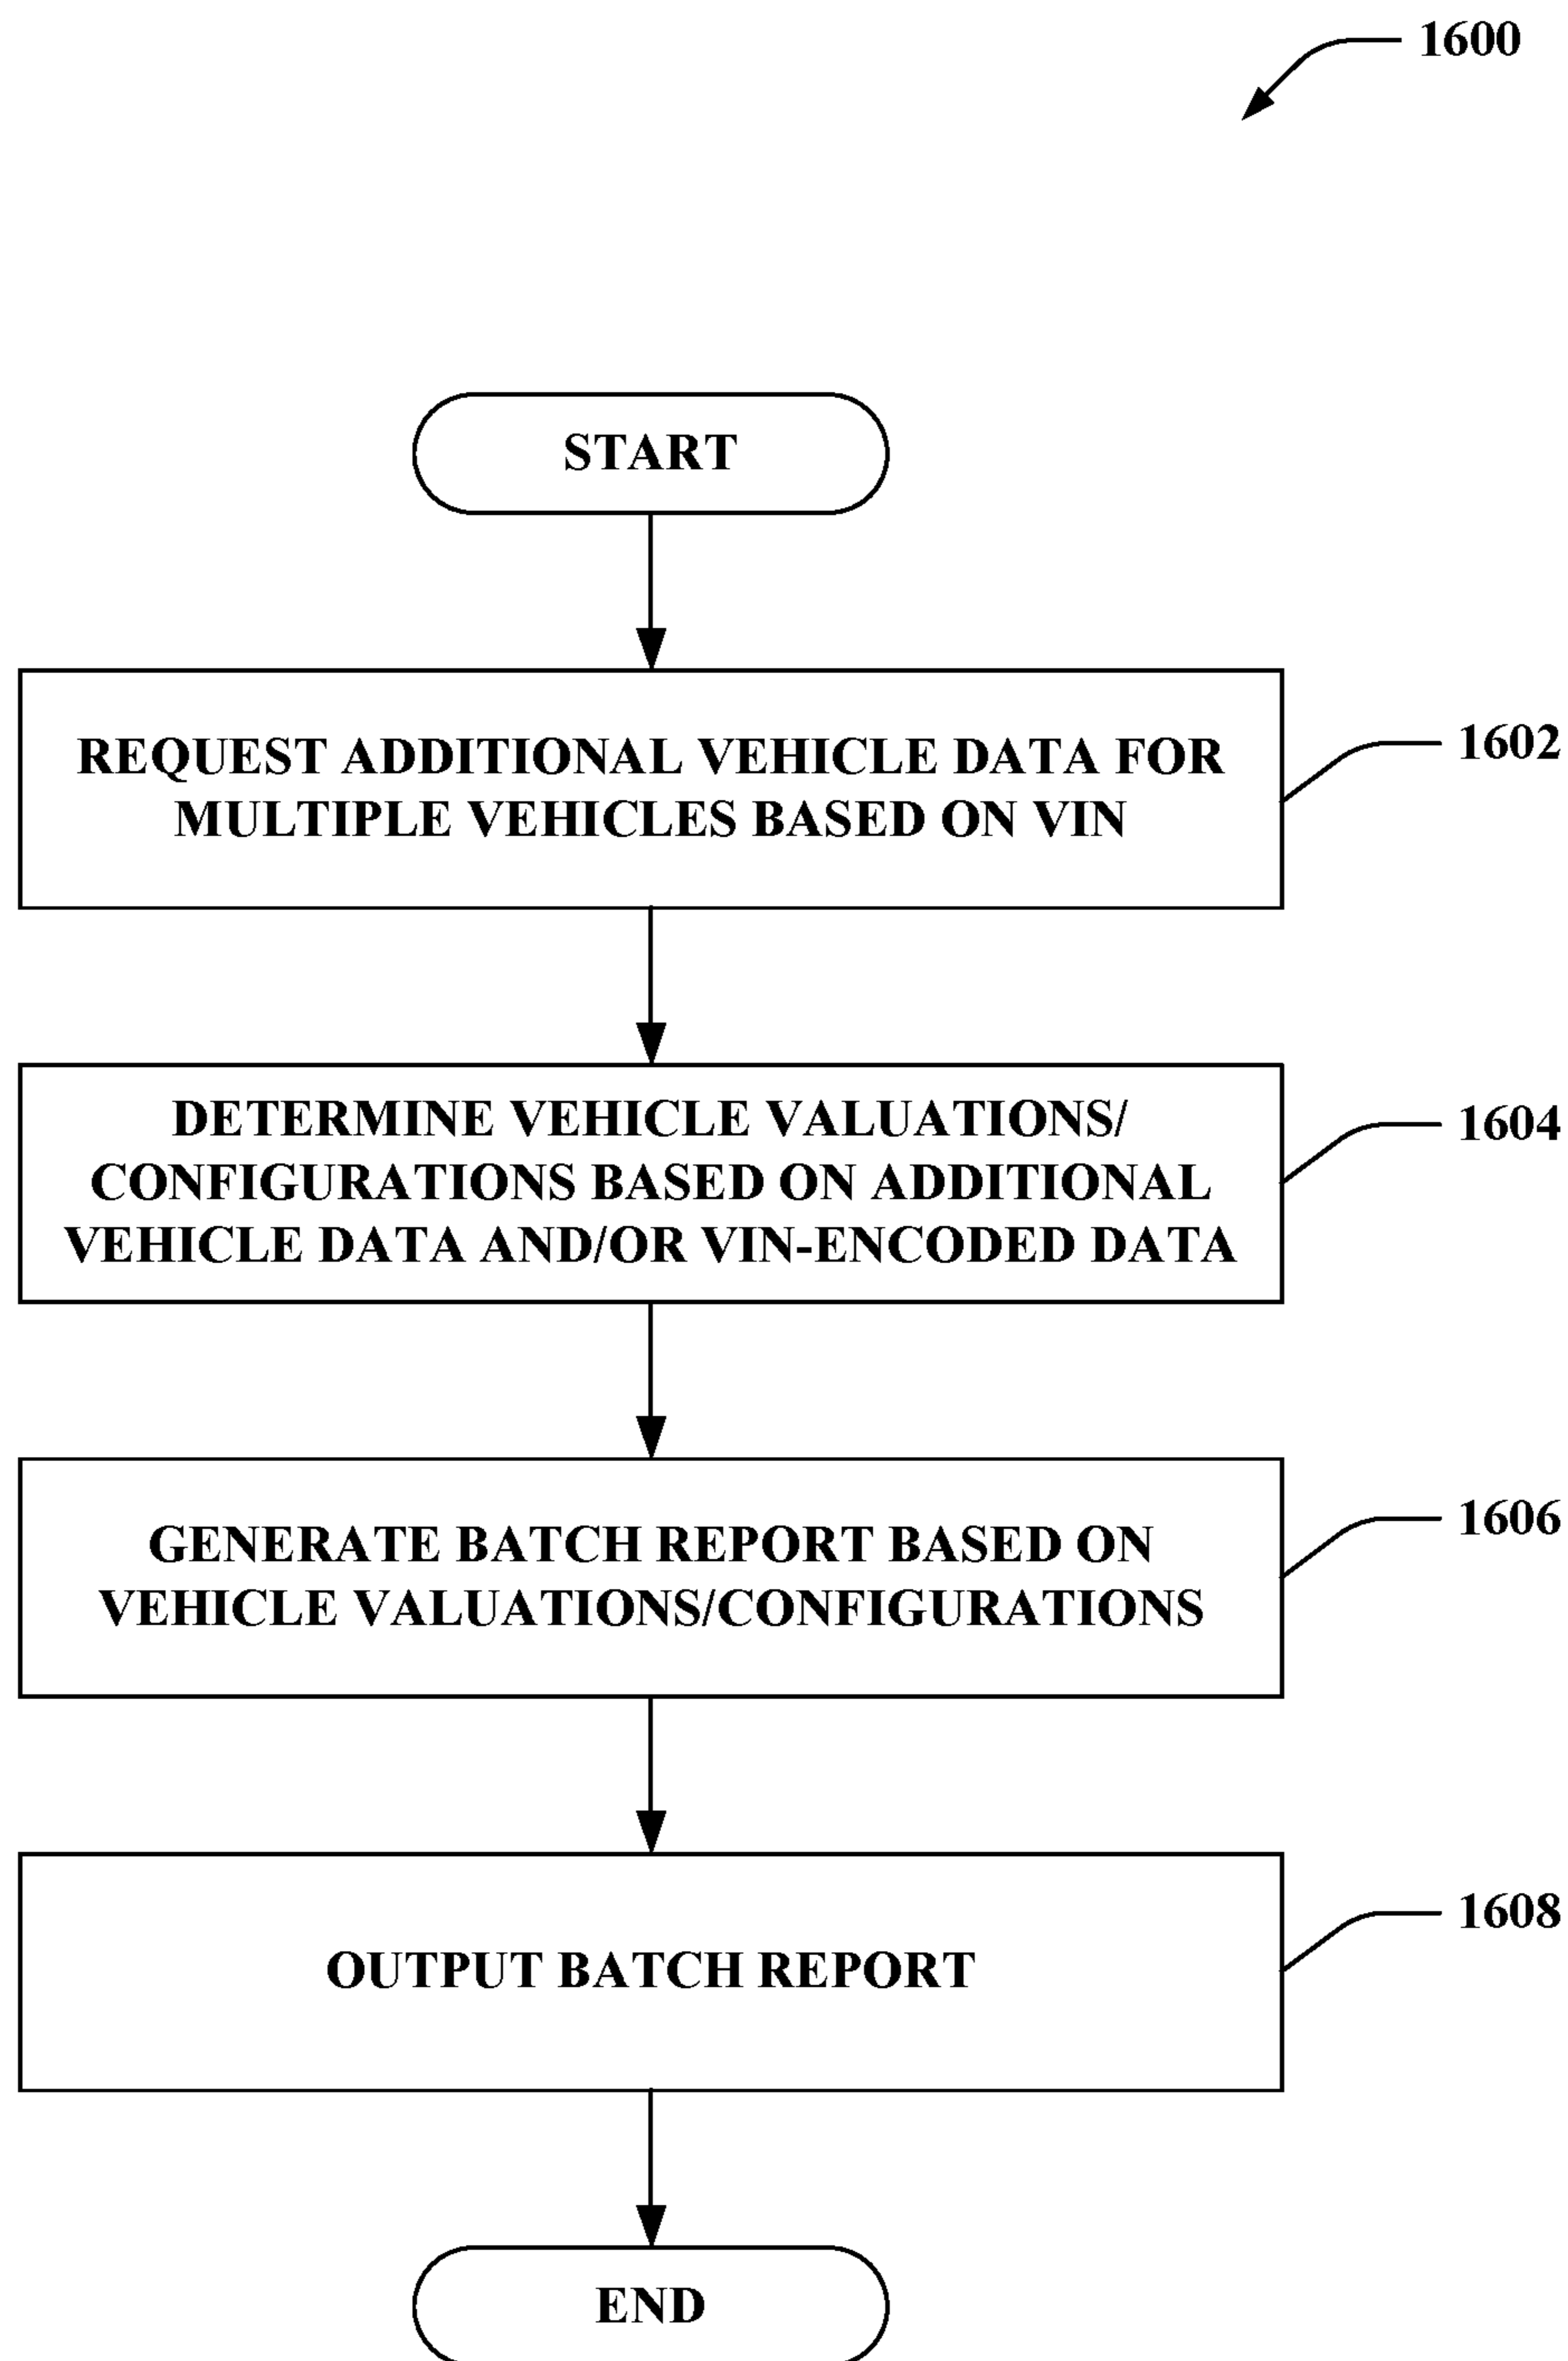 1600
START
REQUEST ADDITIONAL VEHICLE DATA FOR
MULTIPLE VEHICLES BASED ON VIN
1602
DETERMINE VEHICLE VALUATIONS/
CONFIGURATIONS BASED ON ADDITIONAL
VEHICLE DATA AND/OR VIN-ENCODED DATA
1604
GENERATE BATCH REPORT BASED ON
VEHICLE VALUATIONS/CONFIGURATIONS
1606
OUTPUT BATCH REPORT
1608
END